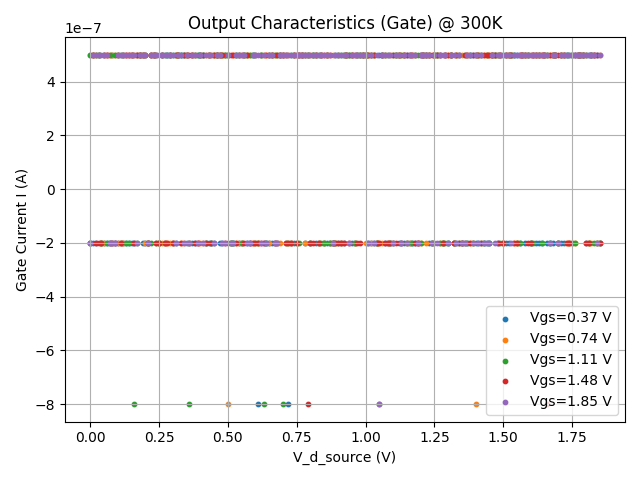 Output Characteristics (Gate) @ 300K
1e−7
4
2
0
−2
−4
−6
−8
Gate Current I (A)
0.00 0.25 0.50 0.75 1.00 1.25 1.50 1.75
V_d_source (V)
Vgs=0.37 V
Vgs=0.74 V
Vgs=1.11 V
Vgs=1.48 V
Vgs=1.85 V